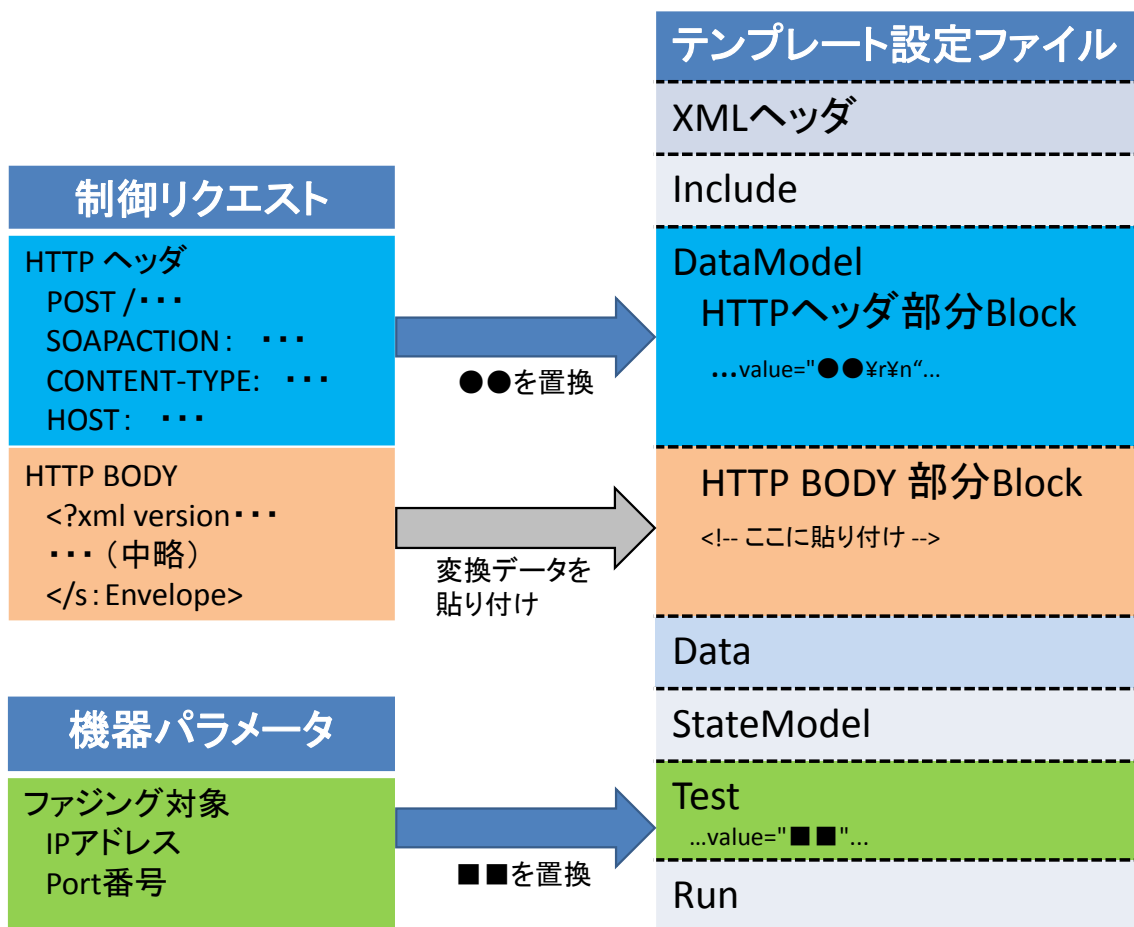 制御リクエスト
HTTP ヘッダ
POST /・・・
SOAPACTION： ・・・
CONTENT-TYPE: ・・・
HOST： ・・・
HTTP BODY
<?xml version・・・
・・・（中略）
</s：Envelope>
機器パラメータ
ファジング対象
IPアドレス
Port番号
●●を置換
変換データを
貼り付け
■■を置換
テンプレート設定ファイル
XMLヘッダ
Include
DataModel
HTTPヘッダ部分Block
...value="●●¥r¥n“...
HTTP BODY 部分Block
<!-- ここに貼り付け -->
Data
StateModel
Test
...value="■■"...
Run